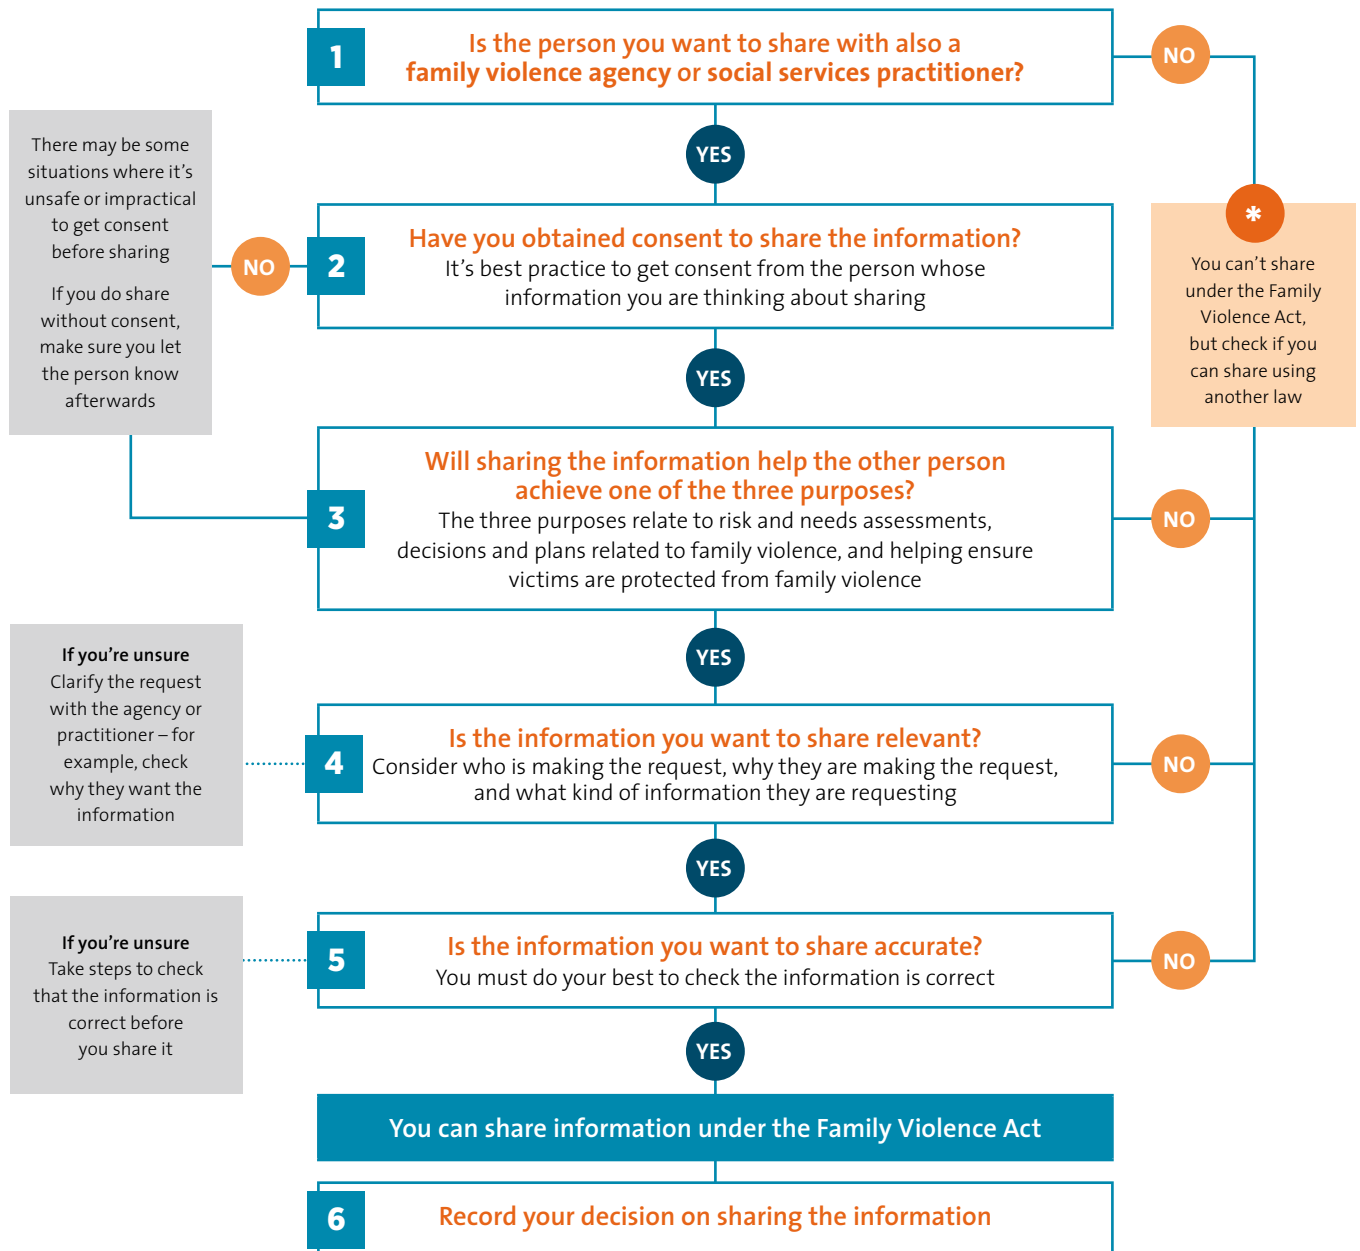 1
Is the person you want to share with also a
family violence agency or social services practitioner?
NO
YES
There may be some
situations where it’s
unsafe or impractical
to get consent
before sharing
If you do share
without consent,
make sure you let
the person know
afterwards
NO
2
Have you obtained consent to share the information?
It’s best practice to get consent from the person whose
information you are thinking about sharing
*
You can’t share
under the Family
Violence Act,
but check if you
can share using
another law
YES
3
Will sharing the information help the other person
achieve one of the three purposes?
The three purposes relate to risk and needs assessments,
decisions and plans related to family violence, and helping ensure
victims are protected from family violence
NO
YES
If you’re unsure
Clarify the request
with the agency or
practitioner – for
example, check
why they want the
information
4
Is the information you want to share relevant?
Consider who is making the request, why they are making the request,
and what kind of information they are requesting
NO
YES
If you’re unsure
Take steps to check
that the information is
correct before
you share it
5
Is the information you want to share accurate?
You must do your best to check the information is correct
NO
YES
You can share information under the Family Violence Act
6
Record your decision on sharing the information